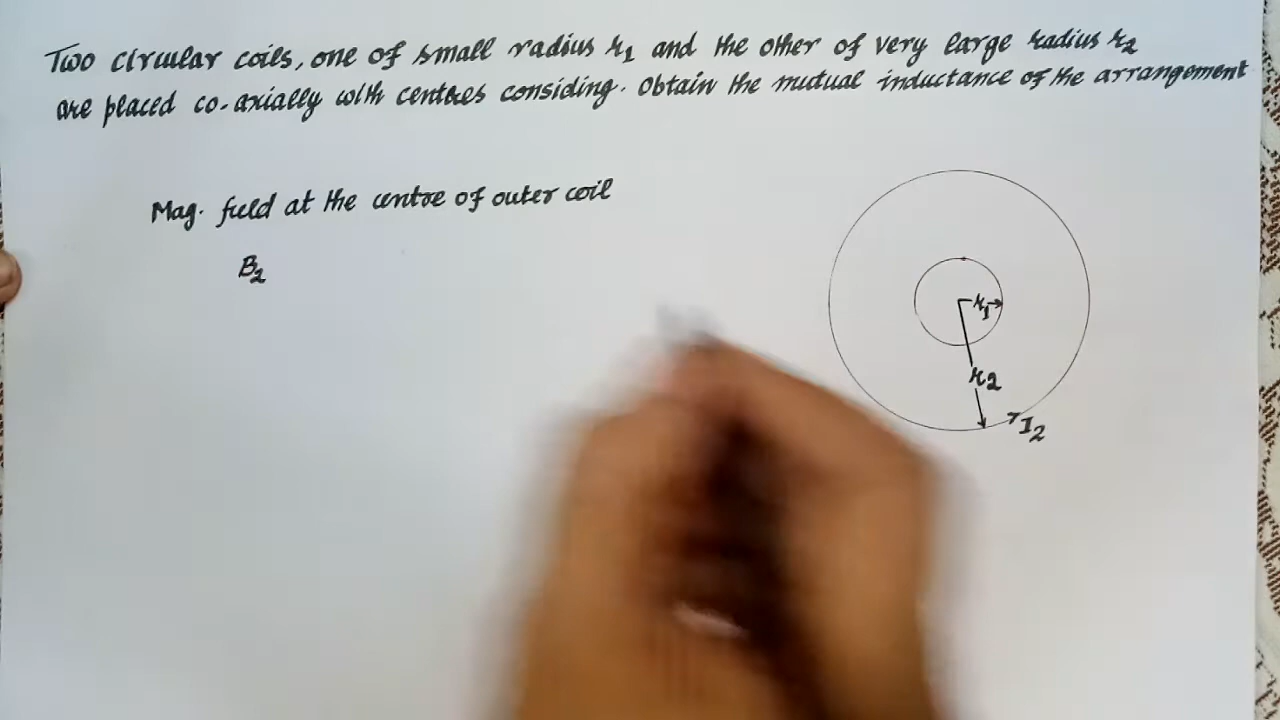 Two circular coils, one of small radius r₁ and the other of very large radius r₂
are placed co-axially with centres considing. Obtain the mutual inductance of the arrangement
Mag. field at the centre of outer coil
B₂
r₁
r₂
I₂